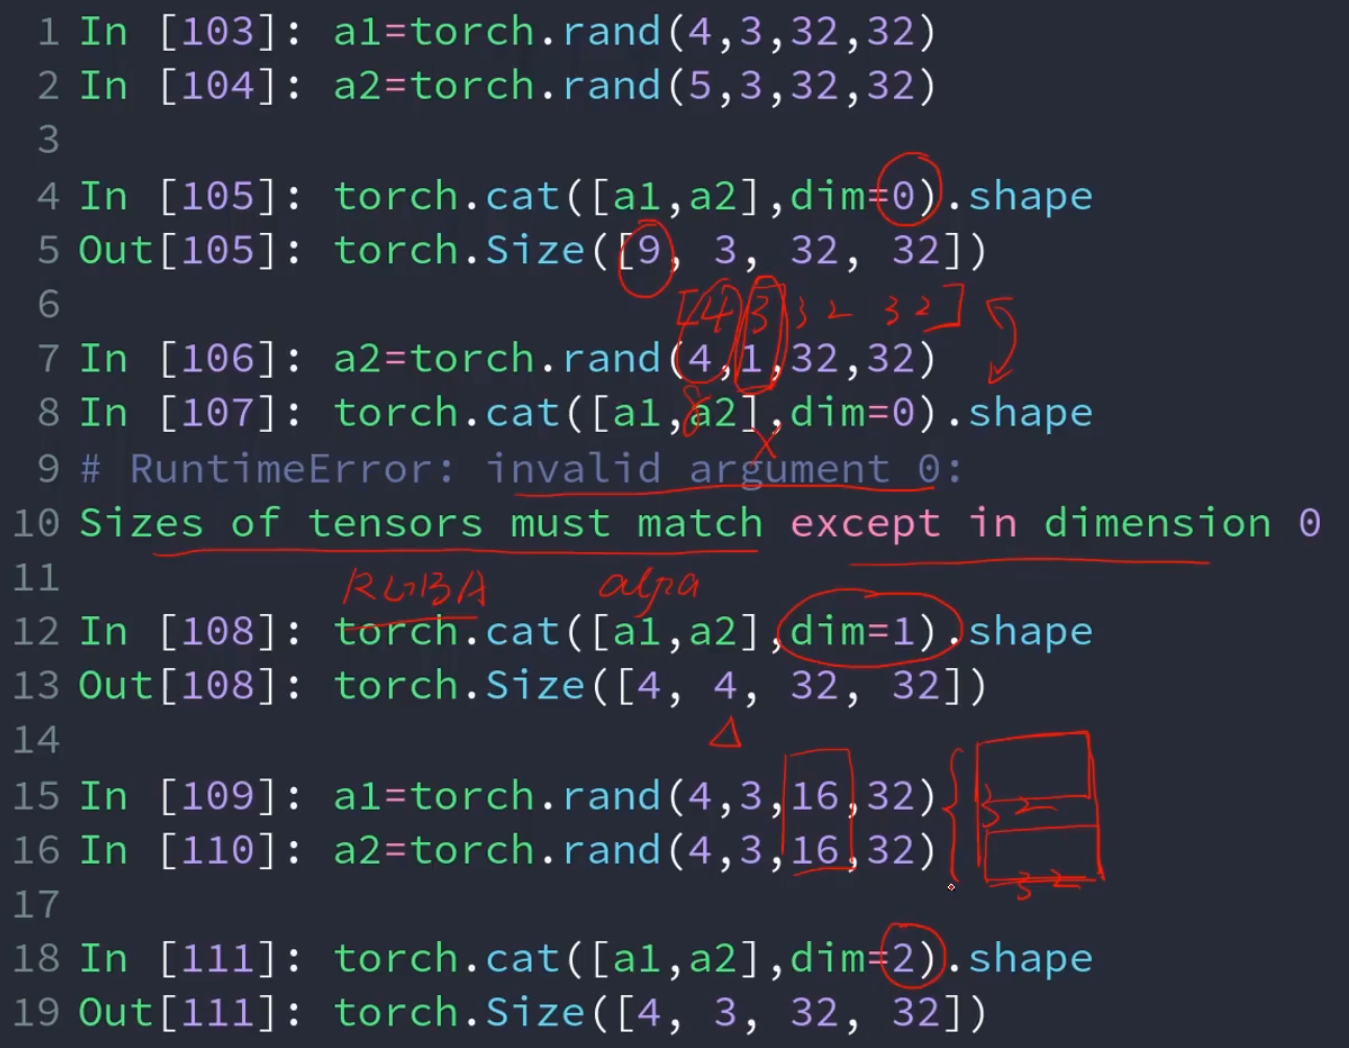 1 In [103]: a1=torch.rand(4,3,32,32)
2 In [104]: a2=torch.rand(5,3,32,32)
3
4 In [105]: torch.cat([a1,a2],dim=0).shape
5 Out[105]: torch.Size([9, 3, 32, 32])
6
[4 3 32 32]
7 In [106]: a2=torch.rand(4,1,32,32)
8 In [107]: torch.cat([a1,a2],dim=0).shape
8 X
9 # RuntimeError: invalid argument 0:
10 Sizes of tensors must match except in dimension 0
11
RGBA alpa
12 In [108]: torch.cat([a1,a2],dim=1).shape
13 Out[108]: torch.Size([4, 4, 32, 32])
14
15 In [109]: a1=torch.rand(4,3,16,32)
32
16 In [110]: a2=torch.rand(4,3,16,32)
32
17
18 In [111]: torch.cat([a1,a2],dim=2).shape
19 Out[111]: torch.Size([4, 3, 32, 32])